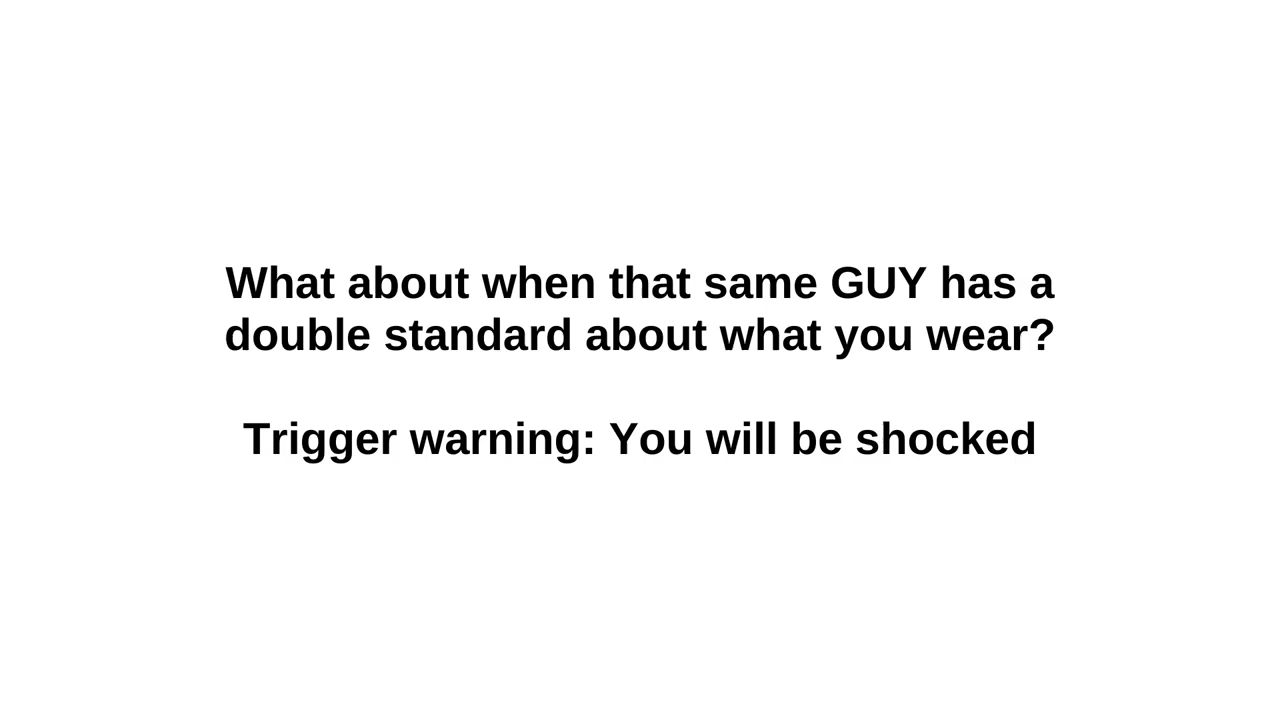 What about when that same GUY has a
double standard about what you wear?
Trigger warning: You will be shocked